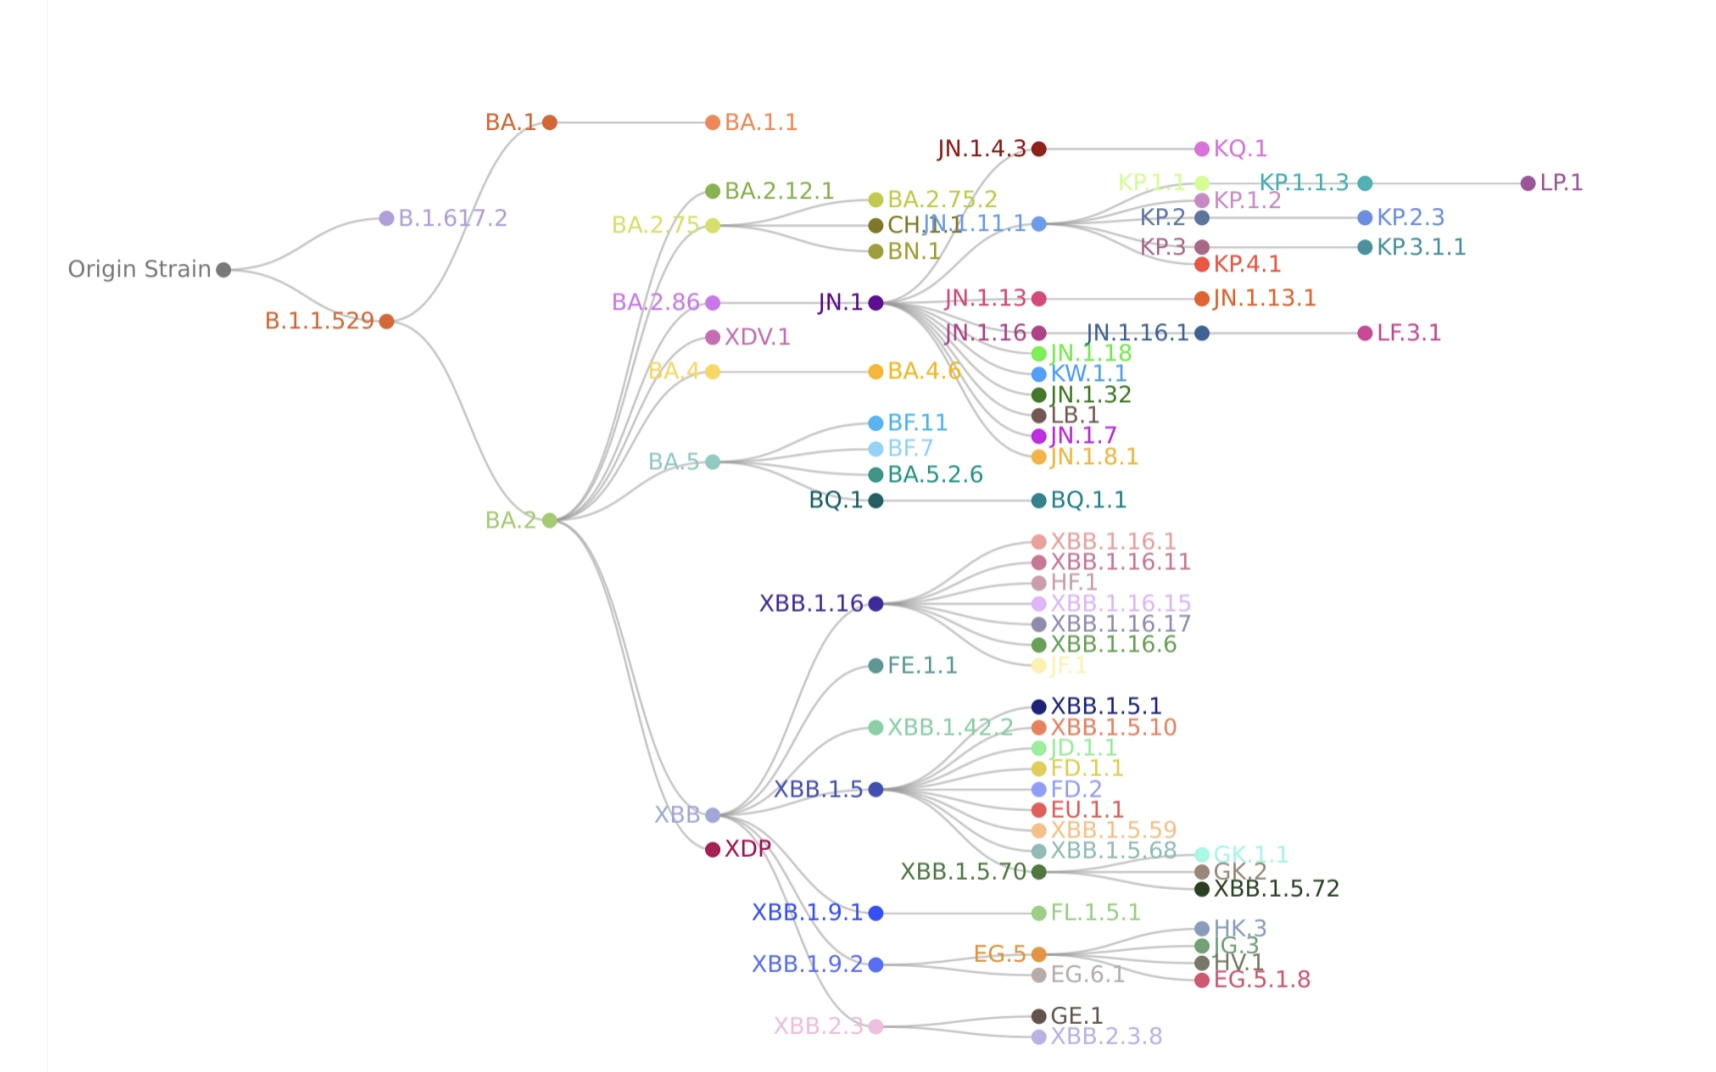 Origin Strain
B.1.617.2
B.1.1.529
BA.1
BA.1.1
BA.2
BA.2.12.1
BA.2.75
BA.2.75.2
CH.1.1
BN.1
BA.2.86
JN.1
JN.1.4.3
KQ.1
JN.1.11.1
KP.1.1
KP.1.1.3
LP.1
KP.1.2
KP.2
KP.2.3
KP.3
KP.3.1.1
KP.4.1
JN.1.13
JN.1.13.1
JN.1.16
JN.1.16.1
LF.3.1
JN.1.18
KW.1.1
JN.1.32
LB.1
JN.1.7
JN.1.8.1
XDV.1
BA.4
BA.4.6
BA.5
BF.11
BF.7
BA.5.2.6
BQ.1
BQ.1.1
XBB
XBB.1.16
XBB.1.16.1
XBB.1.16.11
HF.1
XBB.1.16.15
XBB.1.16.17
XBB.1.16.6
JF.1
FE.1.1
XBB.1.42.2
XBB.1.5
XBB.1.5.1
XBB.1.5.10
JD.1.1
FD.1.1
FD.2
EU.1.1
XBB.1.5.59
XBB.1.5.68
XBB.1.5.70
GK.1.1
GK.2
XBB.1.5.72
XBB.1.9.1
FL.1.5.1
XBB.1.9.2
EG.5
HK.3
JG.3
HV.1
EG.5.1.8
EG.6.1
XBB.2.3
GE.1
XBB.2.3.8
XDP